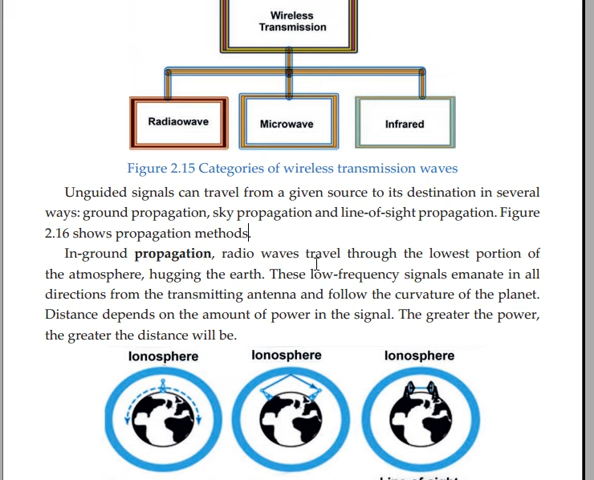 Wireless
Transmission
Radiaowave
Microwave
Infrared
Figure 2.15 Categories of wireless transmission waves
Unguided signals can travel from a given source to its destination in several
ways: ground propagation, sky propagation and line-of-sight propagation. Figure
2.16 shows propagation methods.
In-ground propagation, radio waves travel through the lowest portion of
the atmosphere, hugging the earth. These low-frequency signals emanate in all
directions from the transmitting antenna and follow the curvature of the planet.
Distance depends on the amount of power in the signal. The greater the power,
the greater the distance will be.
Ionosphere
Ionosphere
Ionosphere